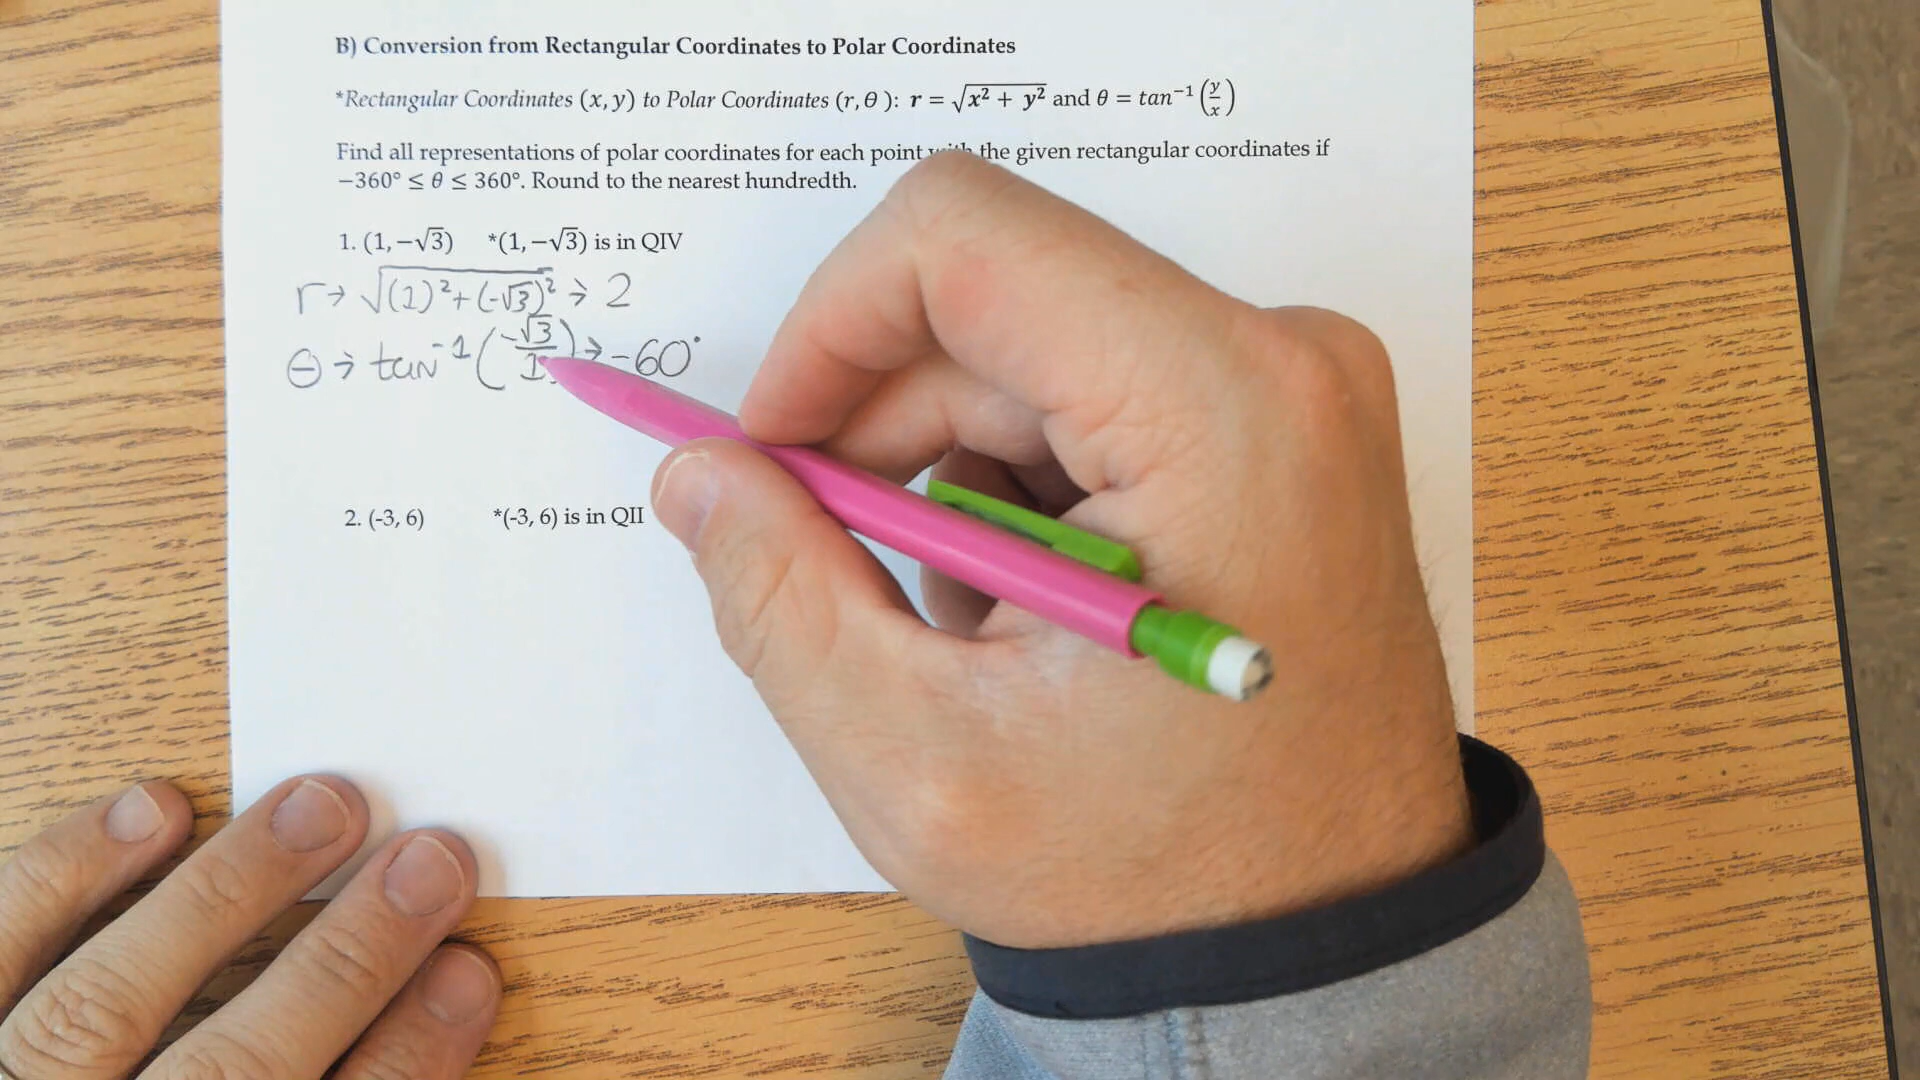 B) Conversion from Rectangular Coordinates to Polar Coordinates
*Rectangular Coordinates (x, y) to Polar Coordinates (r, θ ): r = √(x² + y²) and θ = tan⁻¹ (y/x)
Find all representations of polar coordinates for each point the given rectangular coordinates if
−360° ≤ θ ≤ 360°. Round to the nearest hundredth.
1. (1, −√3) *(1, −√3) is in QIV
r → √((1)² + (-√3)²) → 2
θ → tan⁻¹ (-√3/1) → -60°
2. (-3, 6) *(-3, 6) is in QII